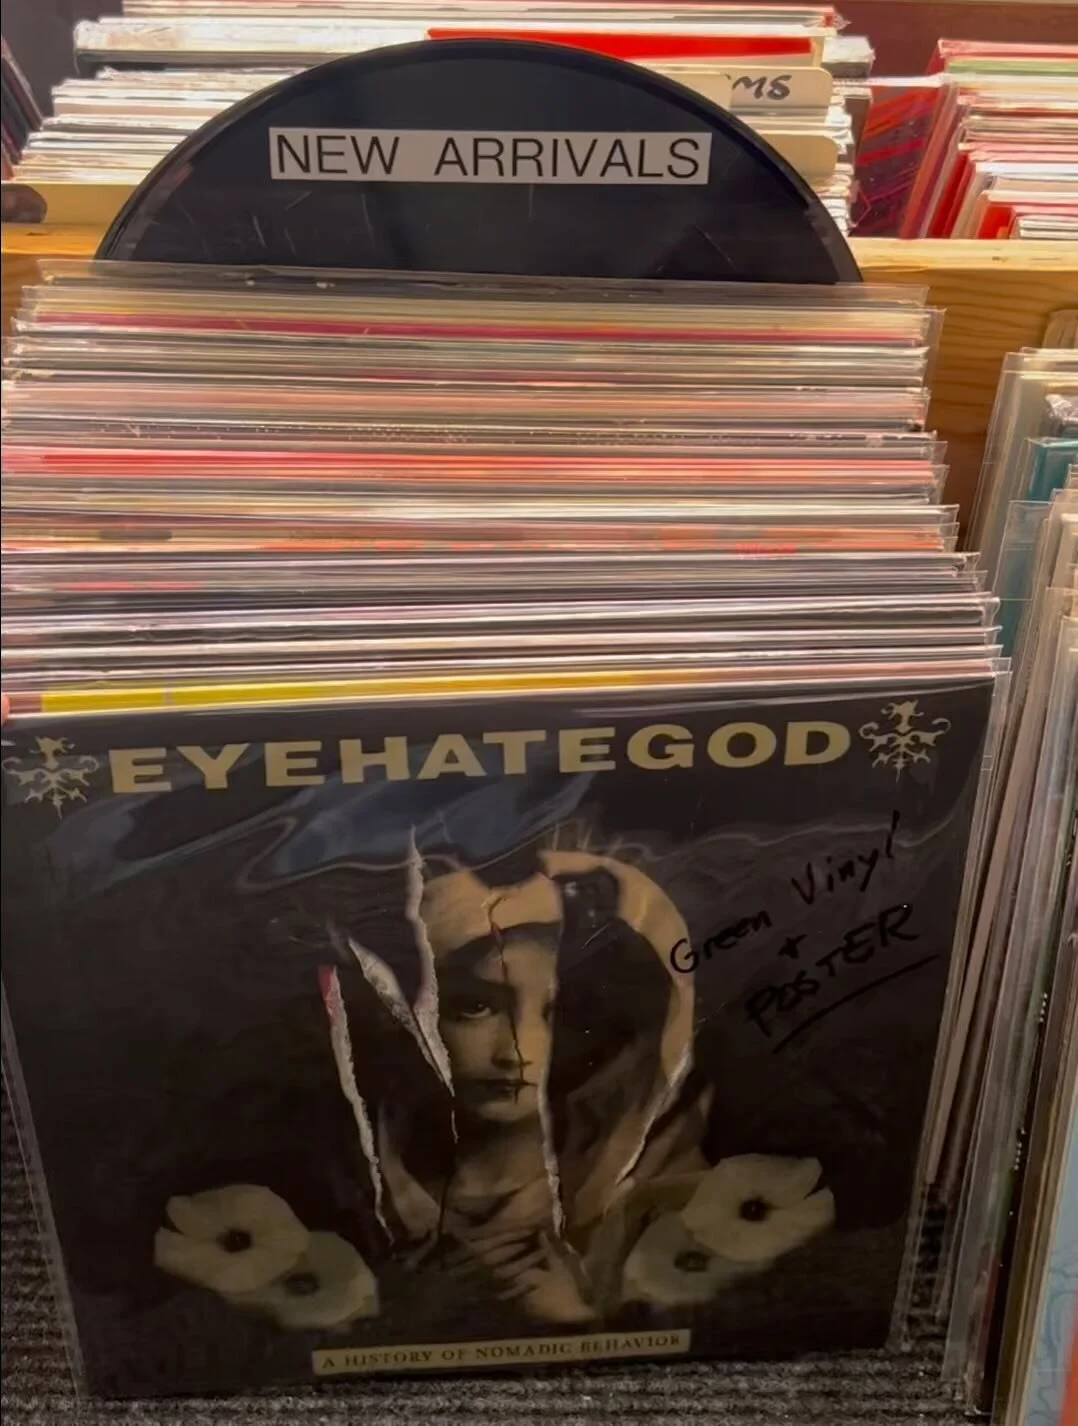 MS
NEW ARRIVALS
EYEHATEGOD
Green Vinyl
+
POSTER
A HISTORY OF NOMADIC BEHAVIOR